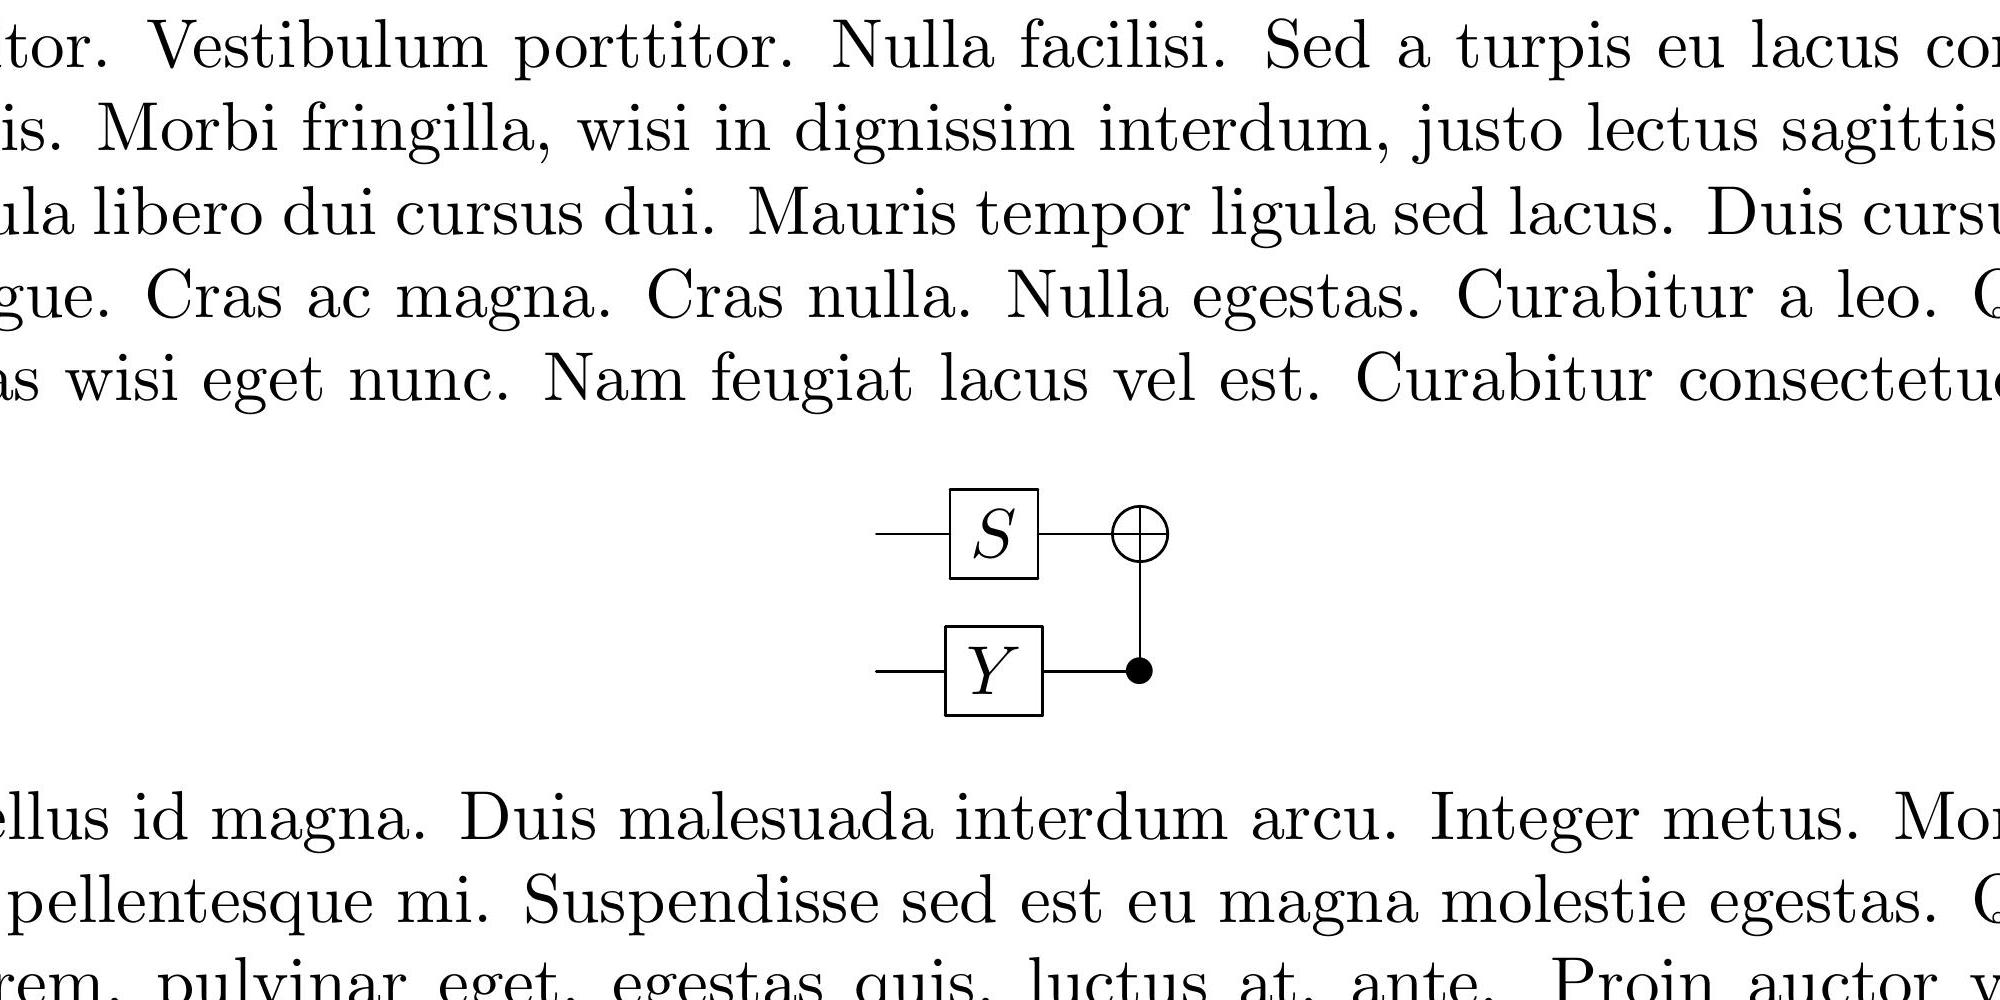 tor. Vestibulum porttitor. Nulla facilisi. Sed a turpis eu lacus
is. Morbi fringilla, wisi in dignissim interdum, justo lectus sagittis
ula libero dui cursus dui. Mauris tempor ligula sed lacus. Duis
gue. Cras ac magna. Cras nulla. Nulla egestas. Curabitur a leo.
as wisi eget nunc. Nam feugiat lacus vel est. Curabitur
S
Y
ellus id magna. Duis malesuada interdum arcu. Integer metus.
pellentesque mi. Suspendisse sed est eu magna molestie egestas.
rem, pulvinar eget, egestas quis, luctus at, ante. Proin auctor